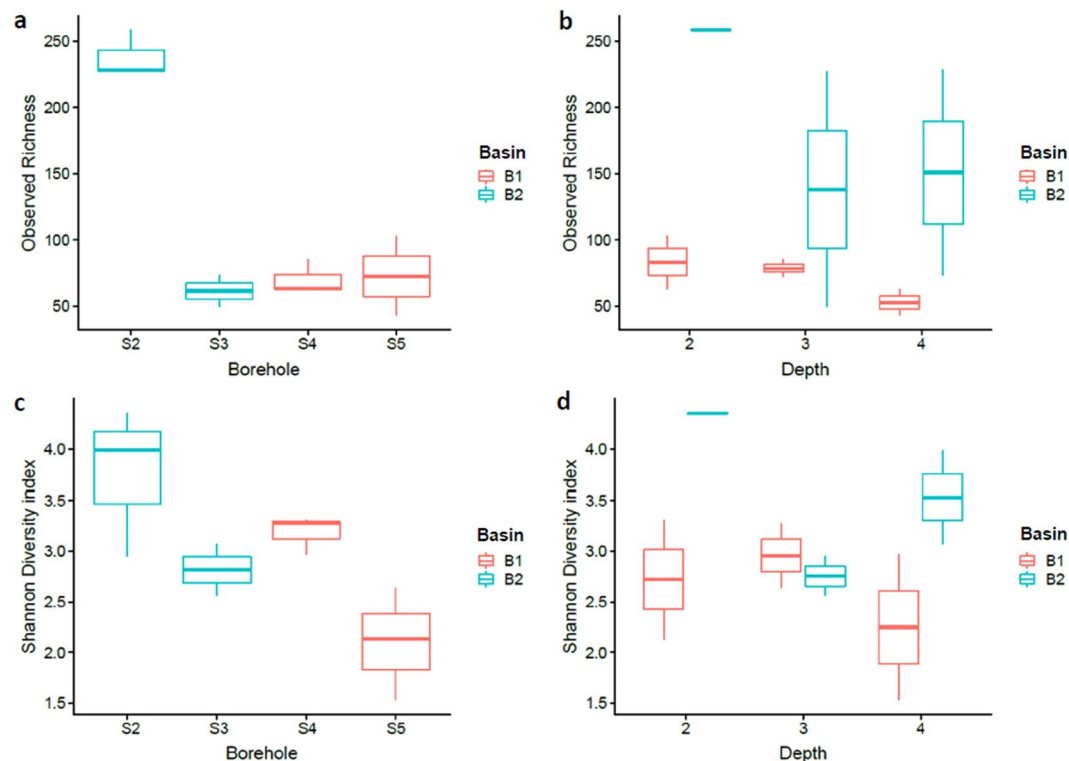 a
Observed Richness
250
200
150
100
50
S2 S3 S4 S5
Borehole
Basin
B1
B2
b
Observed Richness
250
200
150
100
50
2 3 4
Depth
Basin
B1
B2
c
Shannon Diversity index
4.0
3.5
3.0
2.5
2.0
1.5
S2 S3 S4 S5
Borehole
Basin
B1
B2
d
Shannon Diversity index
4.0
3.5
3.0
2.5
2.0
1.5
2 3 4
Depth
Basin
B1
B2